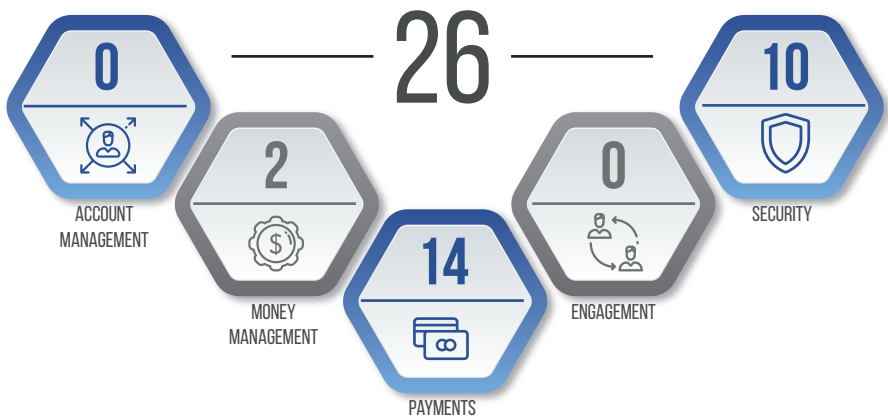 26
0
ACCOUNT
MANAGEMENT
2
$
MONEY
MANAGEMENT
14
PAYMENTS
0
ENGAGEMENT
10
SECURITY